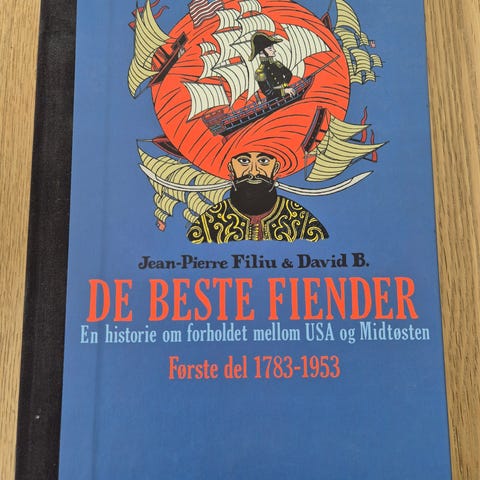 Jean-Pierre Filiu & David B.
DE BESTE FIENDER
En historie om forholdet mellom USA og Midtøsten
Første del 1783-1953